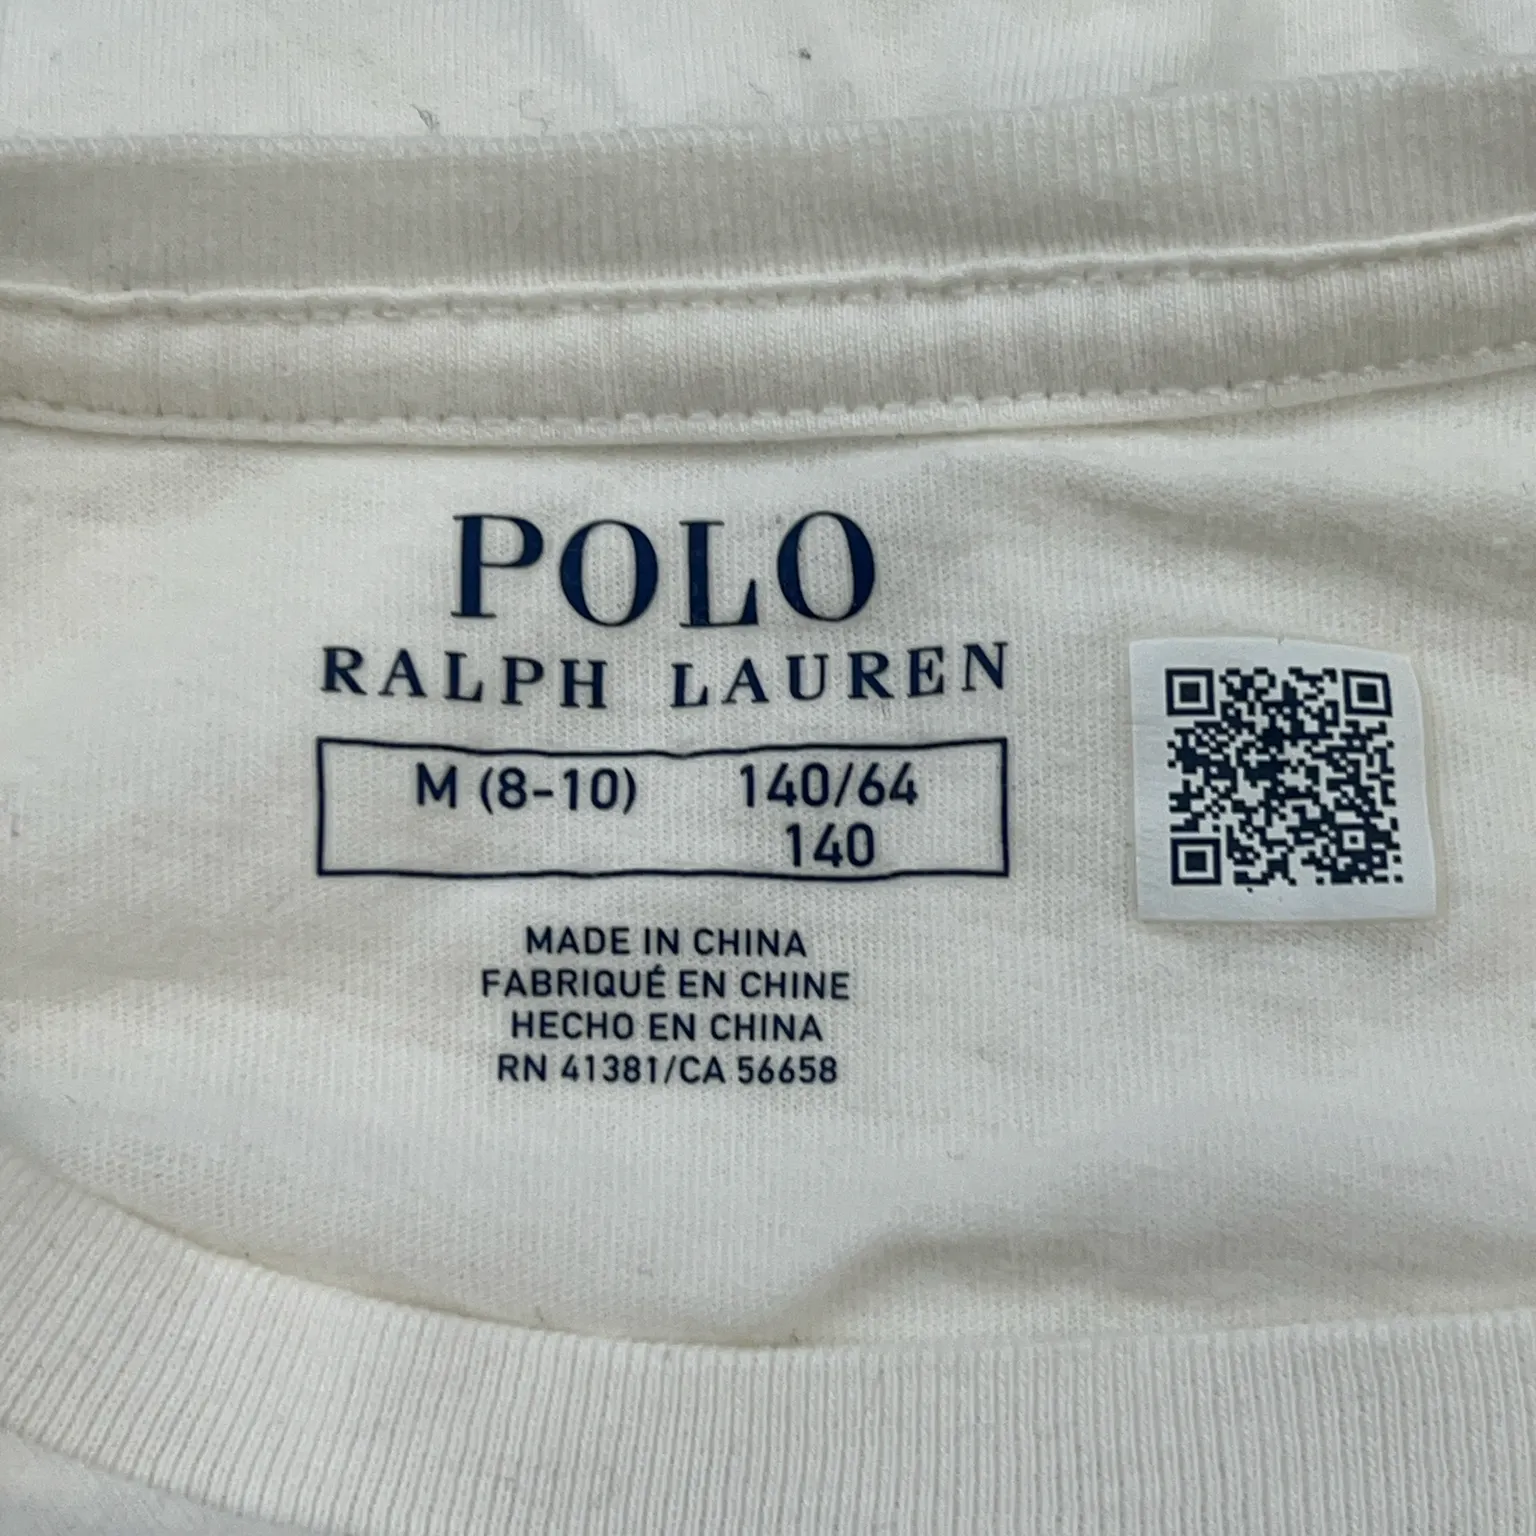 POLO
RALPH LAUREN
M (8-10) 140/64
140
MADE IN CHINA
FABRIQUÉ EN CHINE
HECHO EN CHINA
RN 41381/CA 56658